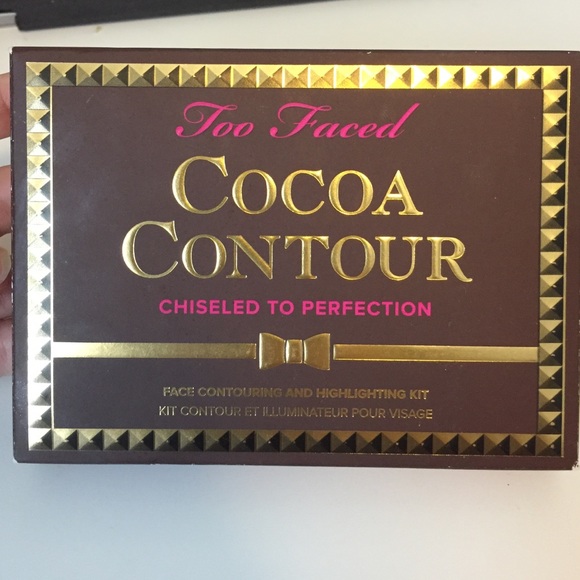 Too Faced
COCOA
CONTOUR
CHISELED TO PERFECTION
FACE CONTOURING AND HIGHLIGHTING KIT
KIT CONTOUR ET ILLUMINATEUR POUR VISAGE